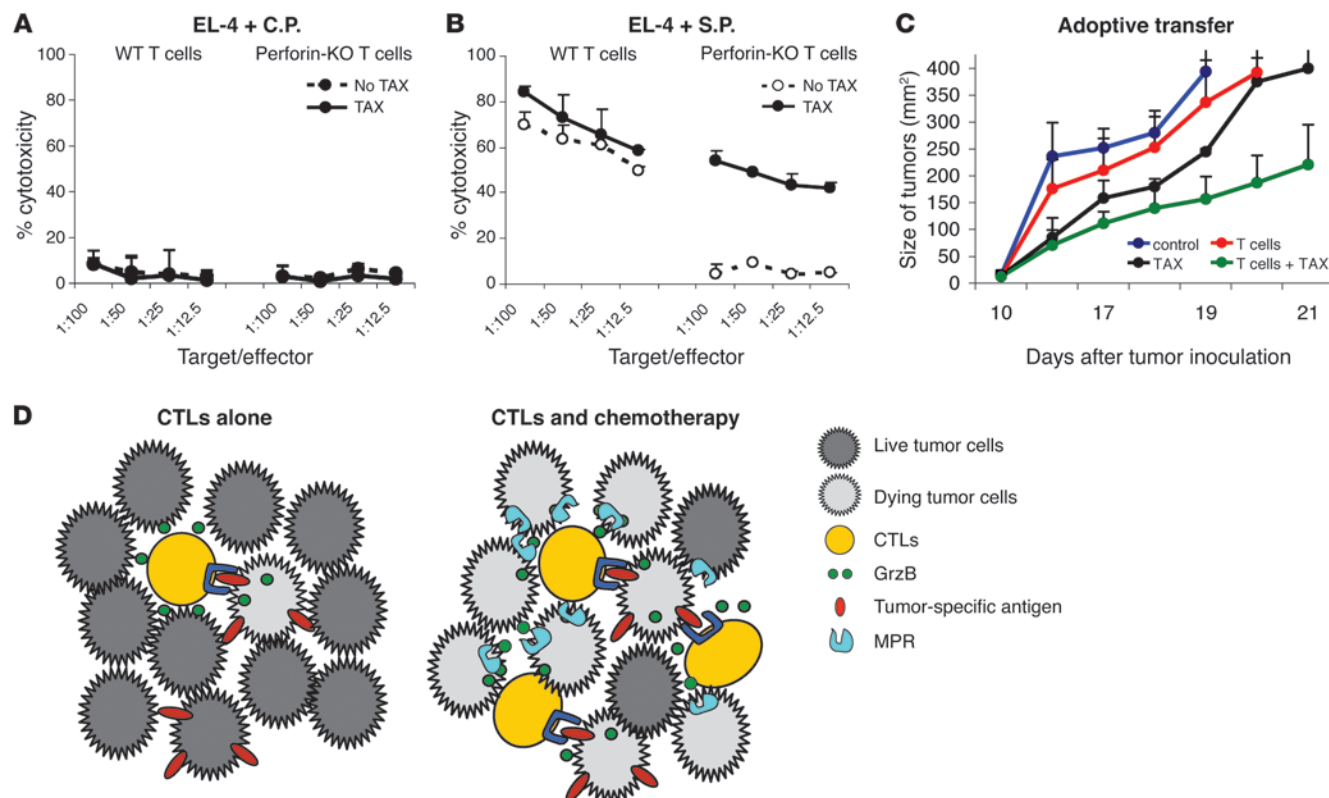 A
EL-4 + C.P.
WT T cells
Perforin-KO T cells
No TAX
TAX
% cytotoxicity
100
80
60
40
20
0
1:100
1:50
1:25
1:12.5
1:100
1:50
1:25
1:12.5
Target/effector
B
EL-4 + S.P.
WT T cells
Perforin-KO T cells
No TAX
TAX
% cytotoxicity
100
80
60
40
20
0
1:100
1:50
1:25
1:12.5
1:100
1:50
1:25
1:12.5
Target/effector
C
Adoptive transfer
Size of tumors (mm²)
400
350
300
250
200
150
100
50
0
control
T cells
TAX
T cells + TAX
10
17
19
21
Days after tumor inoculation
D
CTLs alone
CTLs and chemotherapy
Live tumor cells
Dying tumor cells
CTLs
GrzB
Tumor-specific antigen
MPR